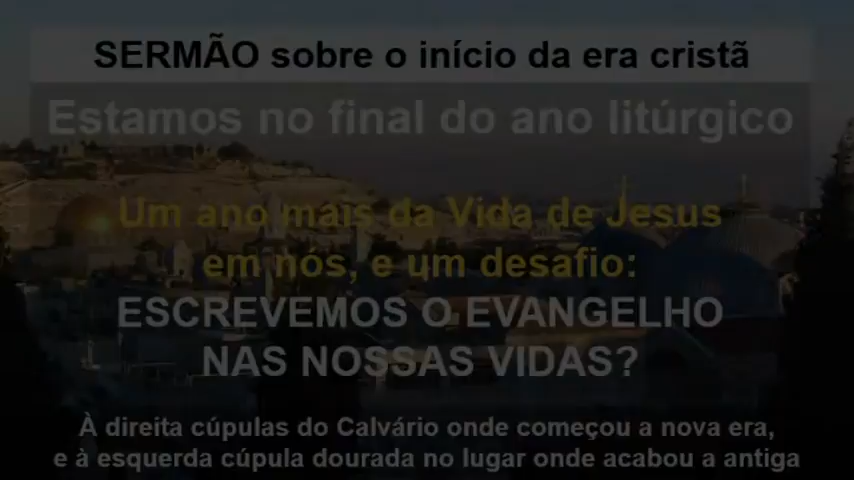 SERMÃO sobre o início da era cristã
Estamos no final do ano litúrgico
Um ano mais da Vida de Jesus
em nós, e um desafio:
ESCREVEMOS O EVANGELHO
NAS NOSSAS VIDAS?
À direita cúpulas do Calvário onde começou a nova era,
e à esquerda cúpula dourada no lugar onde acabou a antiga